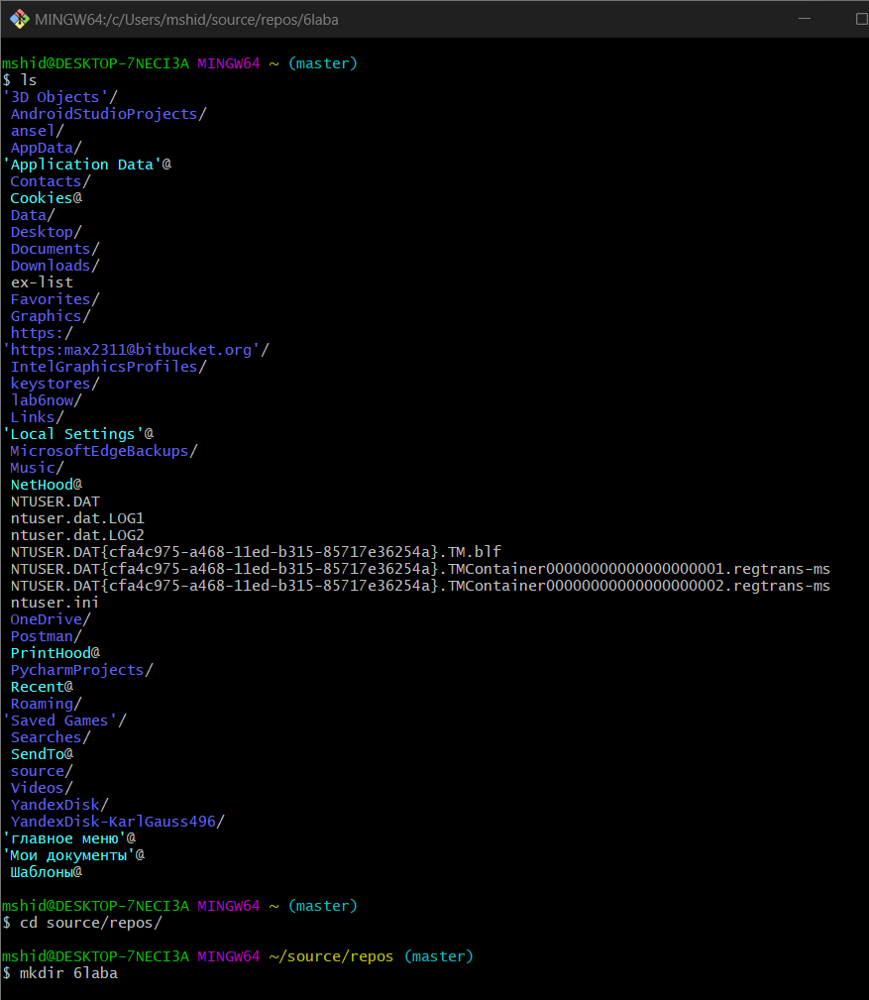 MINGW64:/c/Users/mshid/source/repos/6laba
mshid@DESKTOP-7NECI3A MINGW64 ~ (master)
$ ls
'3D Objects'/
AndroidStudioProjects/
ansel/
AppData/
'Application Data'@
Contacts/
Cookies@
Data/
Desktop/
Documents/
Downloads/
ex-list
Favorites/
Graphics/
https:/
'https:max2311@bitbucket.org'/
IntelGraphicsProfiles/
keystores/
lab6now/
Links/
'Local Settings'@
MicrosoftEdgeBackups/
Music/
NetHood@
NTUSER.DAT
ntuser.dat.LOG1
ntuser.dat.LOG2
NTUSER.DAT{cfa4c975-a468-11ed-b315-85717e36254a}.TM.blf
NTUSER.DAT{cfa4c975-a468-11ed-b315-85717e36254a}.TMContainer00000000000000000001.regtrans-ms
NTUSER.DAT{cfa4c975-a468-11ed-b315-85717e36254a}.TMContainer00000000000000000002.regtrans-ms
ntuser.ini
OneDrive/
Postman/
PrintHood@
PycharmProjects/
Recent@
Roaming/
'Saved Games'/
Searches/
SendTo@
source/
Videos/
YandexDisk/
YandexDisk-KarlGauss496/
'главное меню'@
'Мои документы'@
Шаблоны@
mshid@DESKTOP-7NECI3A MINGW64 ~ (master)
$ cd source/repos/
mshid@DESKTOP-7NECI3A MINGW64 ~/source/repos (master)
$ mkdir 6laba